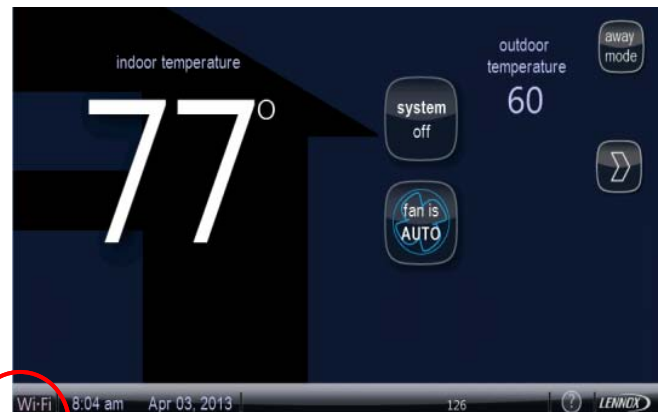 indoor temperature
77°
system
off
fan is
AUTO
outdoor
temperature
60
away
mode
Wi-Fi 8:04 am Apr 03, 2013 126 ? LENNOX